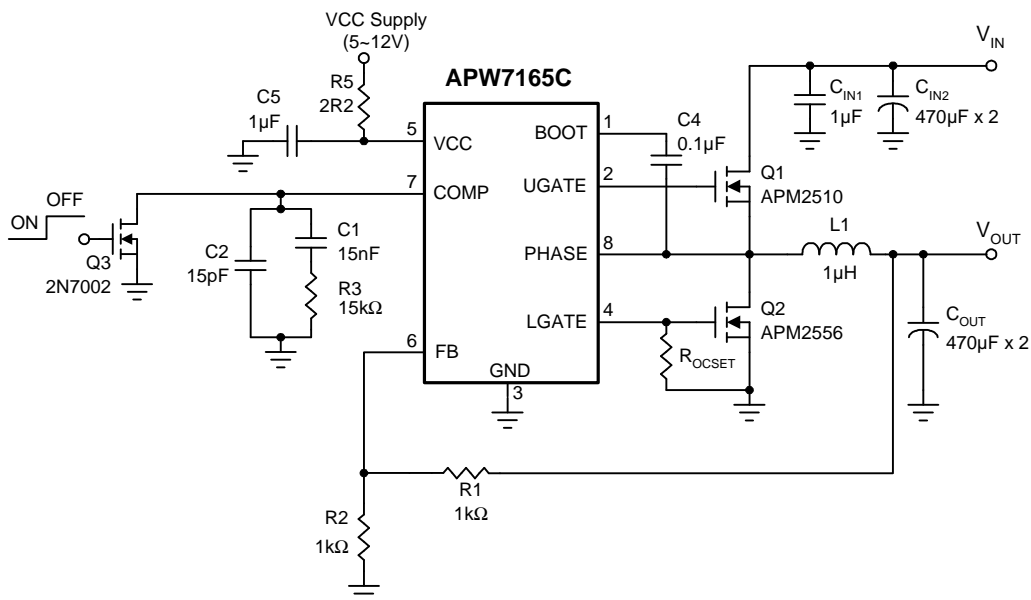 VCC Supply
(5~12V)
R5
2R2
C5
1µF
APW7165C
V_IN
C_IN1
1µF
C_IN2
470µF x 2
5
VCC
BOOT
1
C4
0.1µF
7
COMP
UGATE
2
Q1
APM2510
ON
OFF
Q3
2N7002
C2
15pF
C1
15nF
R3
15kΩ
PHASE
8
L1
1µH
V_OUT
LGATE
4
Q2
APM2556
R_OCSET
C_OUT
470µF x 2
6
FB
GND
3
R1
1kΩ
R2
1kΩ